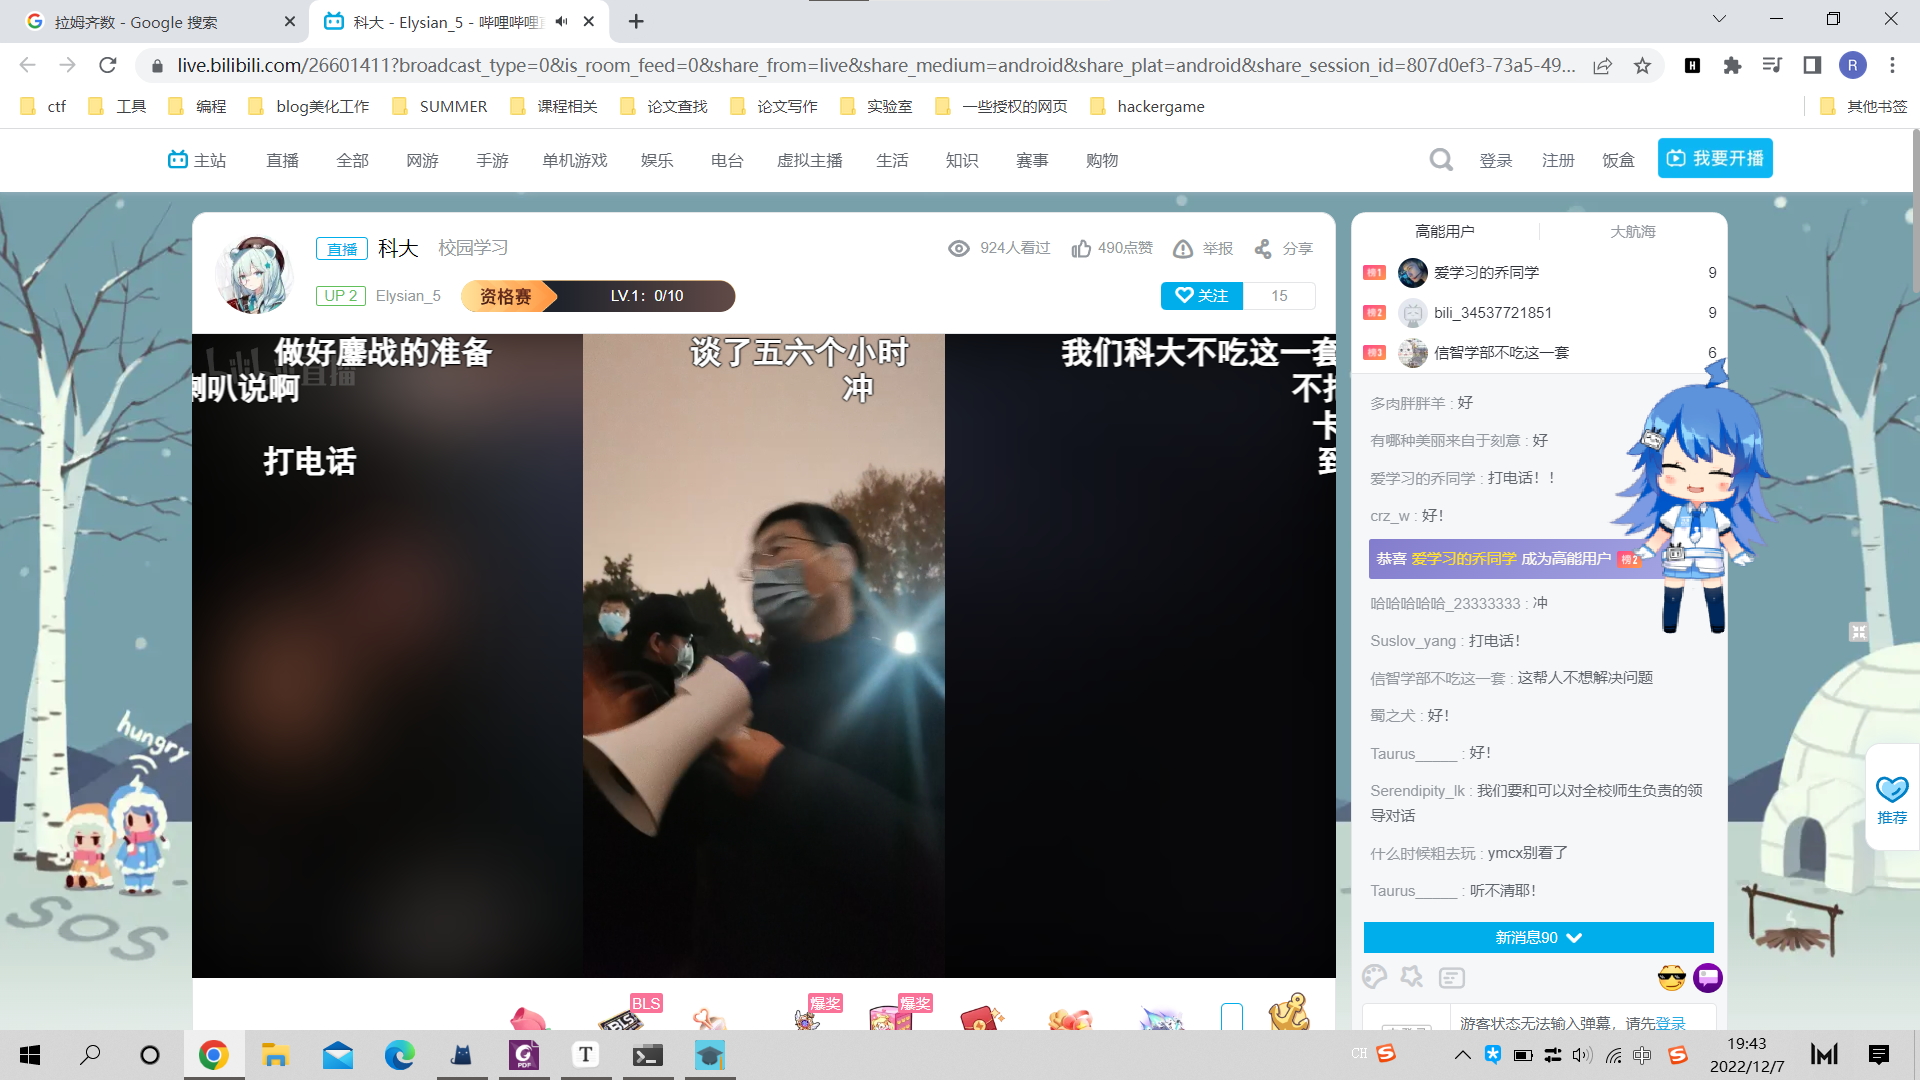 拉姆齐数 - Google 搜索
科大 - Elysian_5 - 哔哩哔哩
live.bilibili.com/26601411?broadcast_type=0&is_room_feed=0&share_from=live&share_medium=android&share_plat=android&share_session_id=807d0ef3-73a5-49...
H
R
ctf
工具
编程
blog美化工作
SUMMER
课程相关
论文查找
论文写作
实验室
一些授权的网页
hackergame
其他书签
主站
直播
全部
网游
手游
单机游戏
娱乐
电台
虚拟主播
生活
知识
赛事
购物
登录
注册
饭盒
我要开播
直播
科大
校园学习
924人看过
490点赞
举报
分享
UP 2
Elysian_5
资格赛
LV.1：0/10
关注
15
做好鏖战的准备
谈了五六个小时
我们科大不吃这一套
喇叭说啊
冲
卡
到
打电话
直播
高能用户
大航海
榜1
爱学习的乔同学
9
榜2
bili_34537721851
9
榜3
信智学部不吃这一套
6
多肉胖胖羊 : 好
有哪种美丽来自于刻意 : 好
爱学习的乔同学 : 打电话！！
crz_w : 好！
恭喜 爱学习的乔同学 成为高能用户 榜2
哈哈哈哈哈_23333333 : 冲
Suslov_yang : 打电话！
信智学部不吃这一套 : 这帮人不想解决问题
蜀之犬 : 好！
Taurus_____ : 好！
Serendipity_lk : 我们要和可以对全校师生负责的领
导对话
什么时候粗去玩 : ymcx别看了
Taurus_____ : 听不清耶！
新消息90
游客状态无法输入弹幕，请先登录
hungry
SOS
推荐
BLS
爆奖
爆奖
PDF
T
CH
中
19:43
2022/12/7